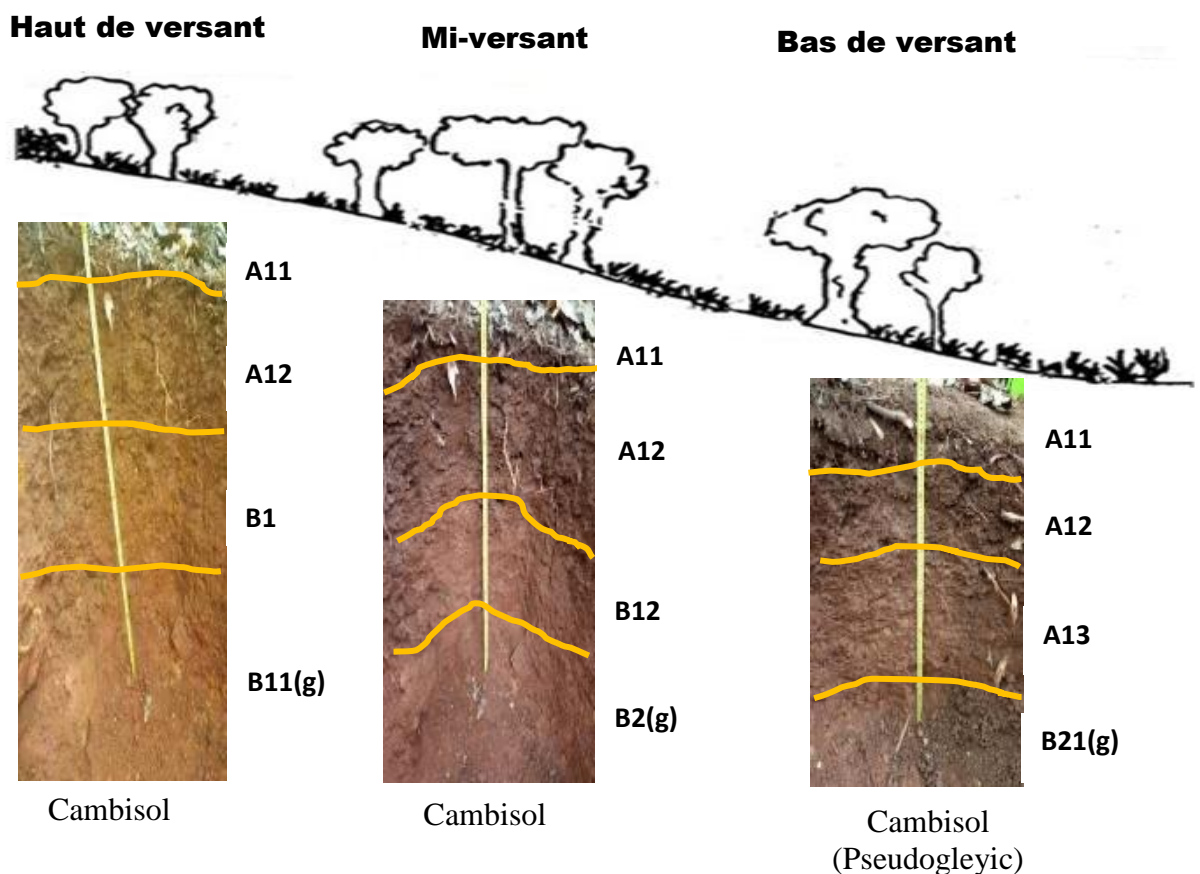 Haut de versant
Mi-versant
Bas de versant
A11
A12
B1
B11(g)
Cambisol
A11
A12
B12
B2(g)
Cambisol
A11
A12
A13
B21(g)
Cambisol
(Pseudogleyic)